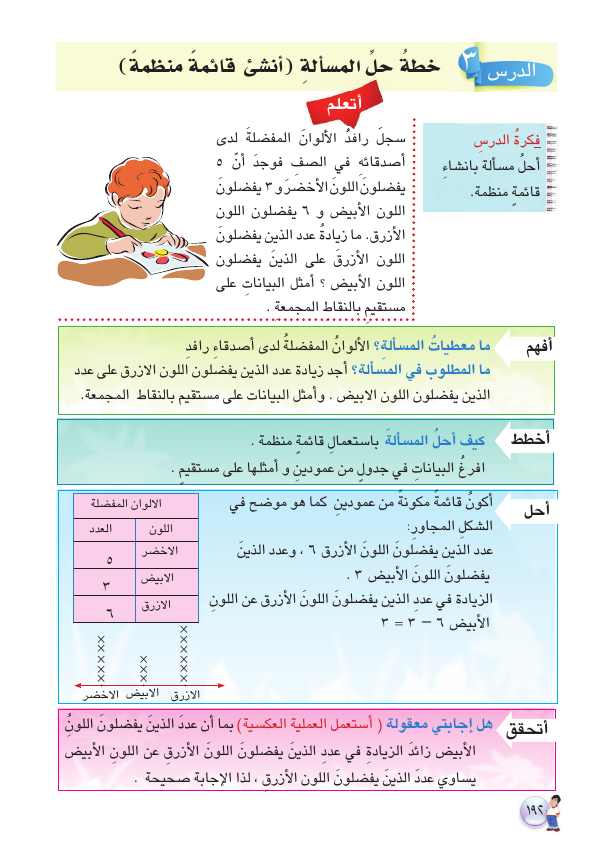 الدرس ٣
خطةُ حلِّ المسألةِ (أنشئ قائمةً منظمةً)
فكرةُ الدرسِ
أحلُ مسألة بانشاءِ
قائمةٍ منظمة.
أتعلم
سجلَ رافدُ الألوانَ المفضلةَ لدى
أصدقائهِ في الصفِ فوجدَ أنّ ٥
يفضلونَ اللونَ الأخضرَ و ٣ يفضلونَ
اللون الأبيض و ٦ يفضلون اللون
الأزرق. ما زيادةُ عدد الذين يفضلونَ
اللون الأزرق على الذينَ يفضلونَ
اللون الأبيض ؟ أمثل البيانات على
مستقيمٍ بالنقاط المجمعة .
أفهم
ما معطياتُ المسألةِ؟ الألوانُ المفضلةُ لدى أصدقاءِ رافدِ
ما المطلوب في المسألة؟ أجد زيادة عدد الذين يفضلون اللون الازرق على عدد
الذين يفضلون اللون الابيض . وأمثل البيانات على مستقيم بالنقاط المجمعة.
أخطط
كيف أحلُ المسألةَ باستعمالِ قائمةٍ منظمة .
افرغُ البياناتِ في جدولٍ من عمودينِ و أمثلها على مستقيمٍ .
أحل
أكونُ قائمةً مكونةً من عمودينِ كما هو موضح في
الشكلِ المجاورِ:
عدد الذين يفضلونَ اللونَ الأزرق ٦ ، وعدد الذينَ
يفضلونَ اللونَ الأبيض ٣ .
الزيادة في عددِ الذين يفضلونَ اللونَ الأزرق عن اللونِ
الأبيض ٦ − ٣ = ٣
الالوان المفضلة
اللون العدد
الاخضر ٥
الابيض ٣
الازرق ٦
الاخضر الابيض الازرق
أتحقق
هل إجابتي معقولة ( أستعمل العملية العكسية) بما أن عددَ الذينَ يفضلونَ اللونُ
الأبيض زائدَ الزيادةِ في عددِ الذينَ يفضلونَ اللونَ الأزرقِ عن اللونِ الأبيض
يساوي عددَ الذينَ يفضلونَ اللون الأزرق ، لذا الإجابة صحيحة .
١٩٢